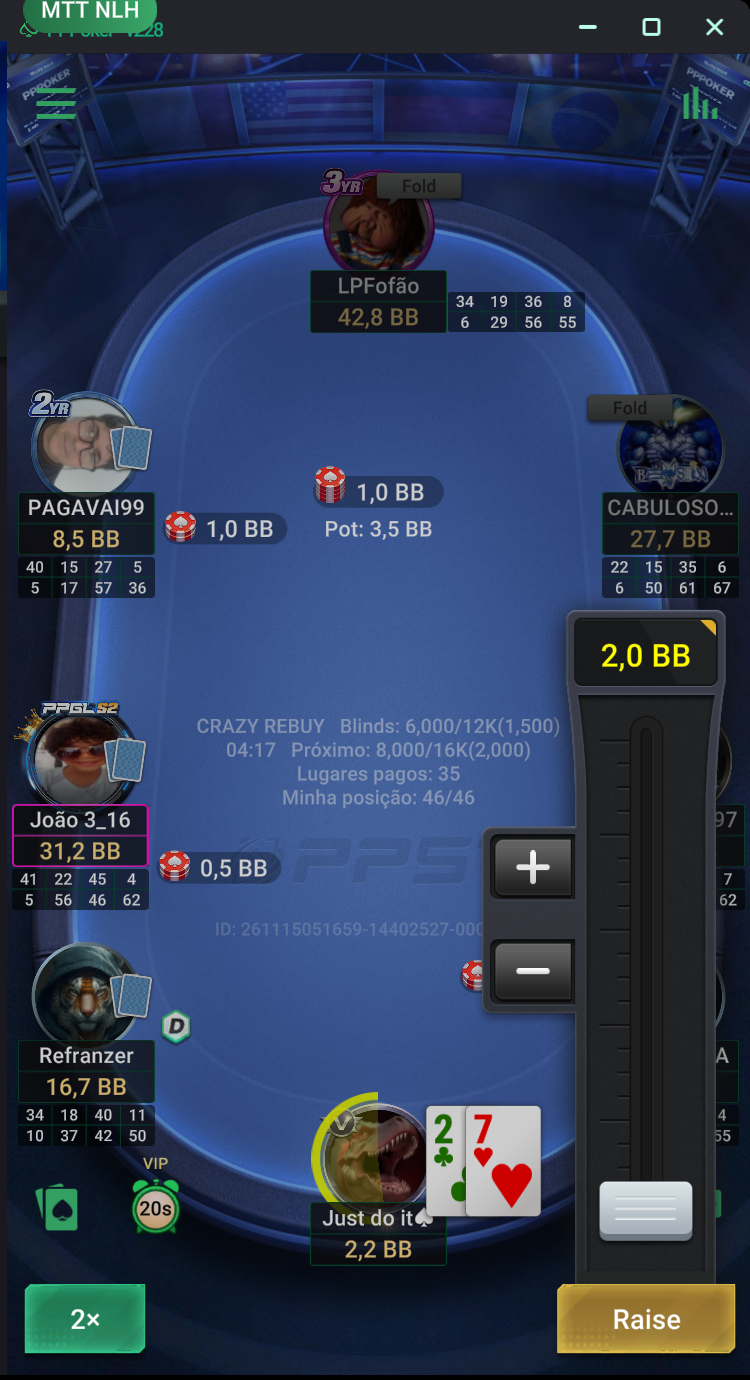 MTT NLH
PPPOKER
PPPOKER
3YR
Fold
LPFofão
42,8 BB
34 19 36 8
6 29 56 55
2YR
Fold
PAGAVAI99
8,5 BB
40 15 27 5
5 17 57 36
1,0 BB
1,0 BB
Pot: 3,5 BB
CABULOSO...
27,7 BB
22 15 35 6
6 50 61 67
2,0 BB
PPGL S2
CRAZY REBUY Blinds: 6,000/12K(1,500)
04:17 Próximo: 8,000/16K(2,000)
Lugares pagos: 35
Minha posição: 46/46
João 3_16
31,2 BB
41 22 45 4
5 56 46 62
0,5 BB
97
7
62
+
−
ID: 261115051659-14402527-000
D
Refranzer
16,7 BB
34 18 40 11
10 37 42 50
A
4
55
VIP
20s
V
2 7
Just do it♠
2,2 BB
2×
Raise